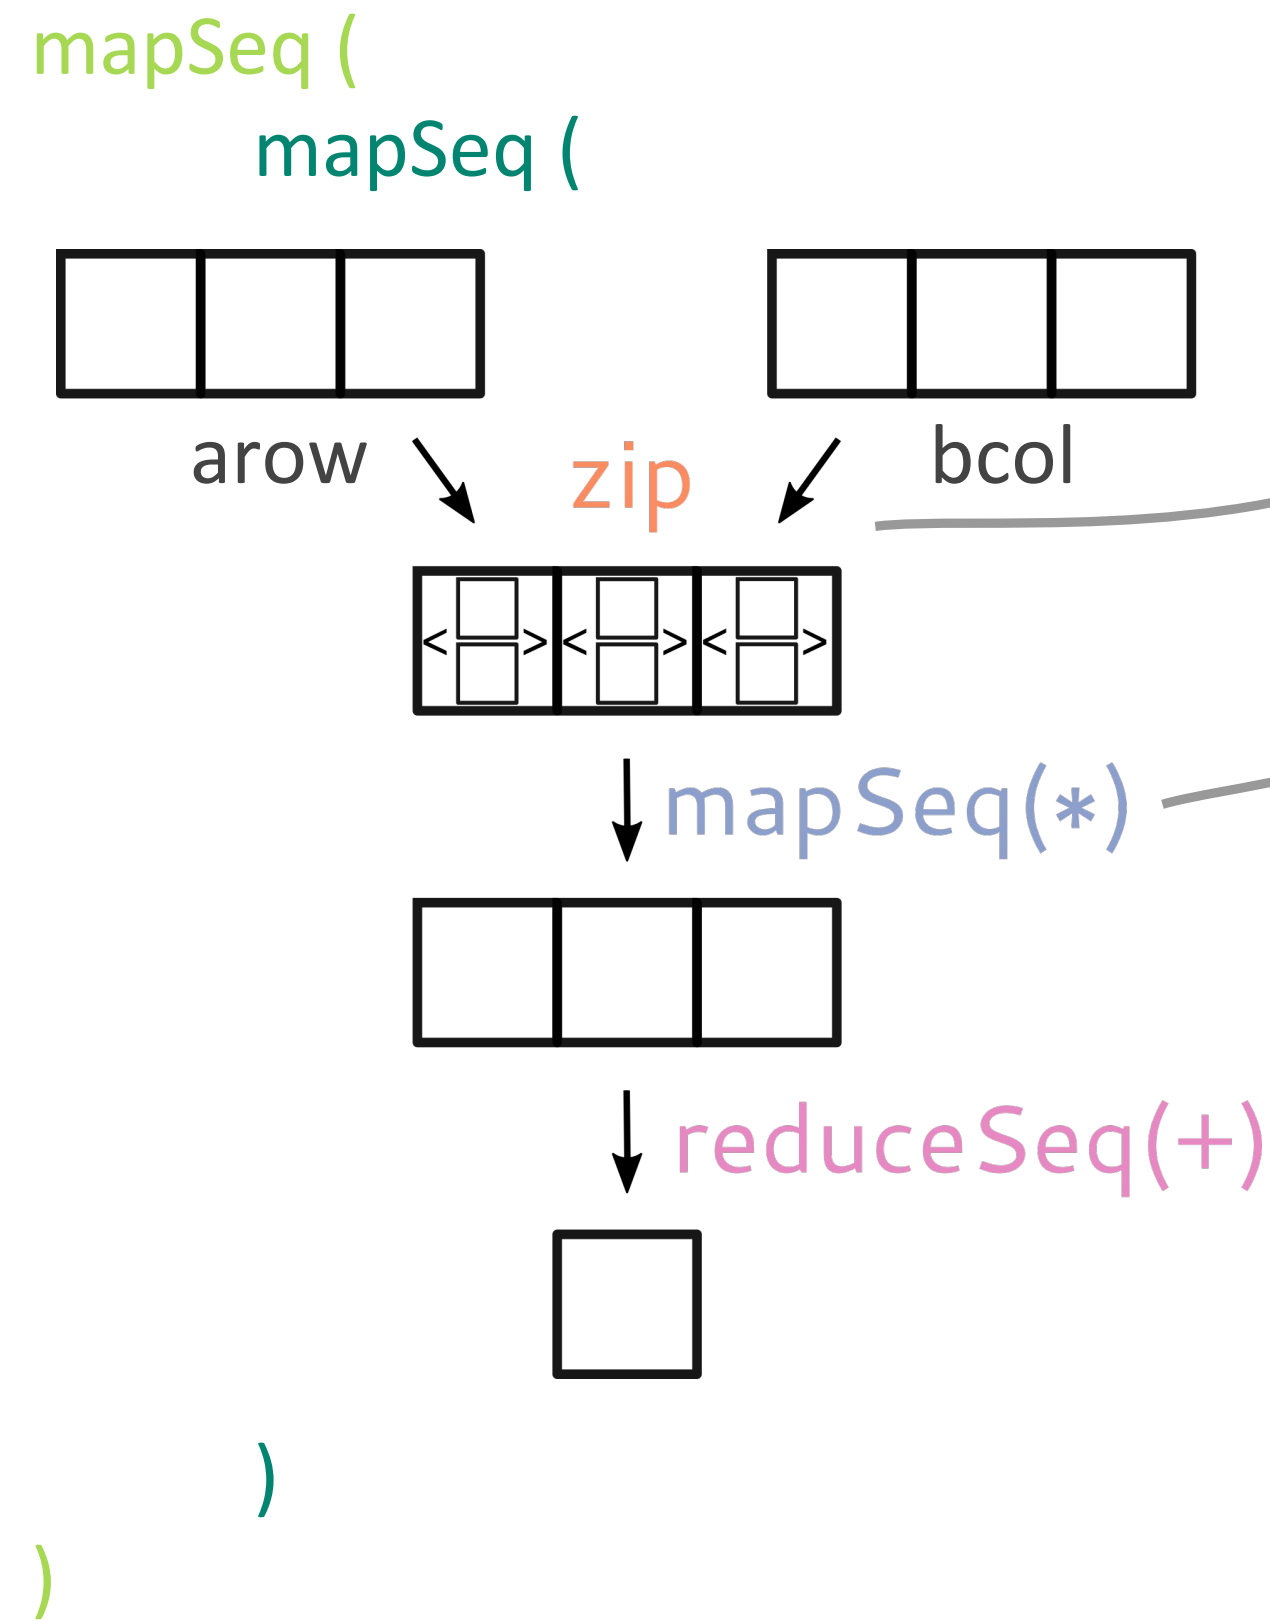 mapSeq (
mapSeq (
arow
zip
bcol
< > < > < >
mapSeq(*)
reduceSeq(+)
)
)